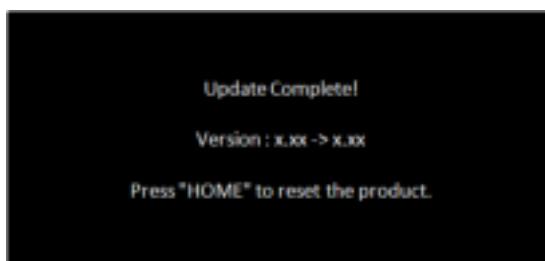 Update Complete!
Version : x.xx -> x.xx
Press "HOME" to reset the product.